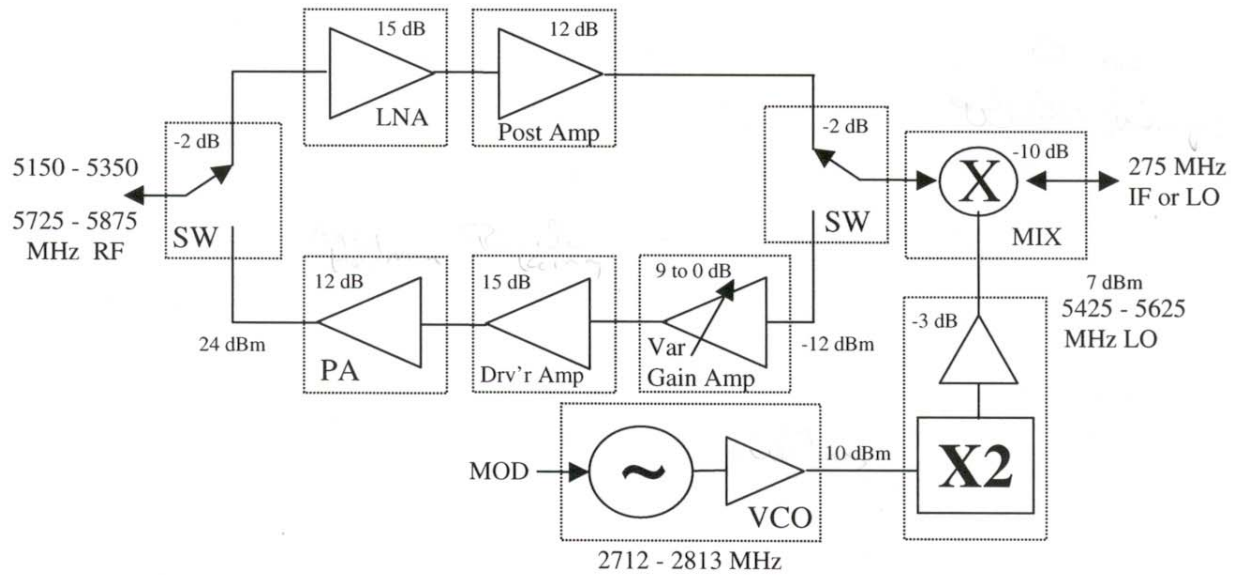 15 dB
LNA
12 dB
Post Amp
-2 dB
SW
5150 - 5350
5725 - 5875
MHz RF
-2 dB
SW
-10 dB
X
MIX
275 MHz
IF or LO
12 dB
PA
24 dBm
15 dB
Drv'r Amp
9 to 0 dB
Var
Gain Amp
-12 dBm
7 dBm
5425 - 5625
MHz LO
-3 dB
X2
MOD
~
VCO
10 dBm
2712 - 2813 MHz